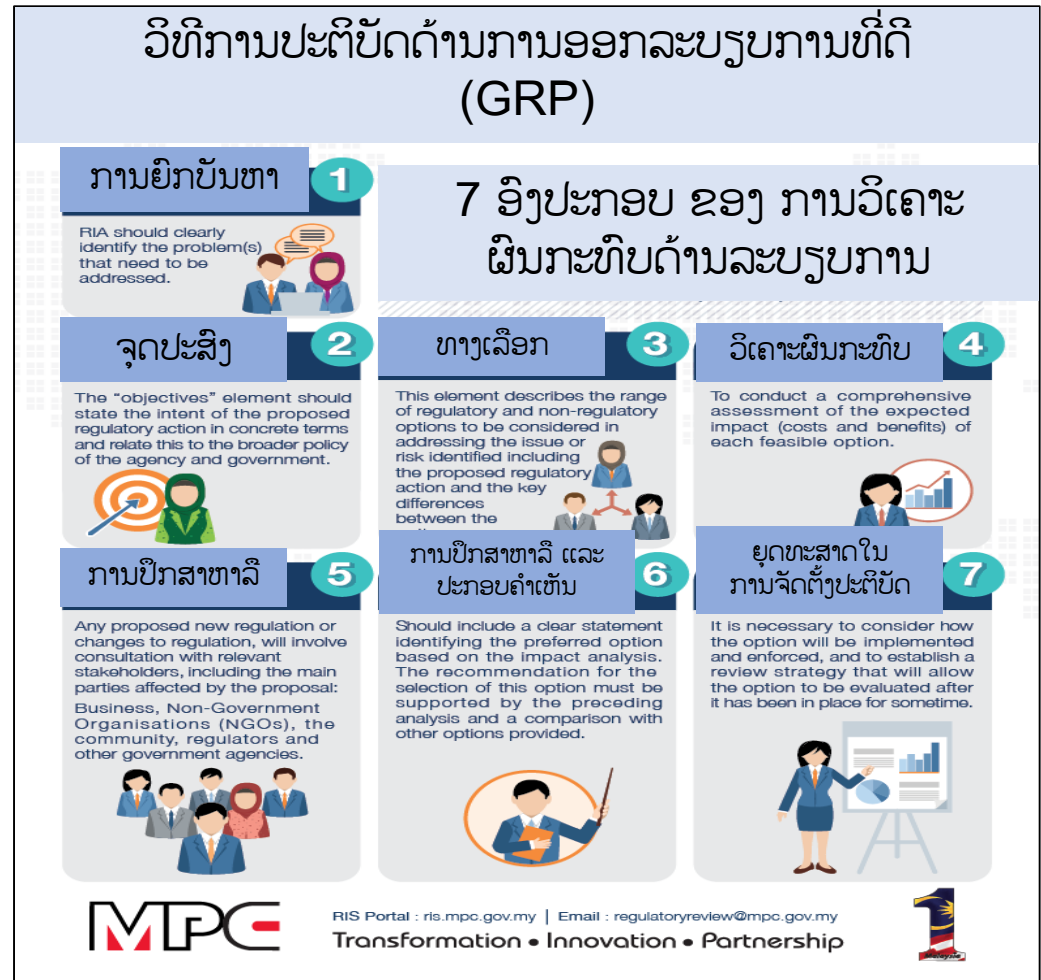 ວິທີການປະຕິບັດດ້ານການອອກລະບຽບການທີ່ດີ
(GRP)
ການຍົກບັນຫາ
1
RIA should clearly
identify the problem(s)
that need to be
addressed.
7 ອົງປະກອບ ຂອງ ການວິເຄາະ
ຜົນກະທົບດ້ານລະບຽບການ
ຈຸດປະສົງ
2
The “objectives” element should
state the intent of the proposed
regulatory action in concrete terms
and relate this to the broader policy
of the agency and government.
ທາງເລືອກ
3
This element describes the range
of regulatory and non-regulatory
options to be considered in
addressing the issue or
risk identified including
the proposed regulatory
action and the key
differences
between the
ວິເຄາະຜົນກະທົບ
4
To conduct a comprehensive
assessment of the expected
impact (costs and benefits) of
each feasible option.
ການປຶກສາຫາລື
5
Any proposed new regulation or
changes to regulation, will involve
consultation with relevant
stakeholders, including the main
parties affected by the proposal:
Business, Non-Government
Organisations (NGOs), the
community, regulators and
other government agencies.
ການປຶກສາຫາລື ແລະ
ປະກອບຄຳເຫັນ
6
Should include a clear statement
identifying the preferred option
based on the impact analysis.
The recommendation for the
selection of this option must be
supported by the preceding
analysis and a comparison with
other options provided.
ຍຸດທະສາດໃນ
ການຈັດຕັ້ງປະຕິບັດ
7
It is necessary to consider how
the option will be implemented
and enforced, and to establish a
review strategy that will allow
the option to be evaluated after
it has been in place for sometime.
MPC
RIS Portal : ris.mpc.gov.my | Email : regulatoryreview@mpc.gov.my
Transformation • Innovation • Partnership
1
Malaysia